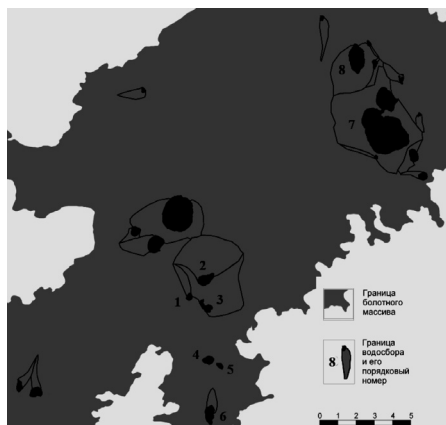 8
7
2
1 3
4
5
6
Граница
болотного
массива
8
Граница
водосбора
и его
порядковый
номер
0 1 2 3 4 5